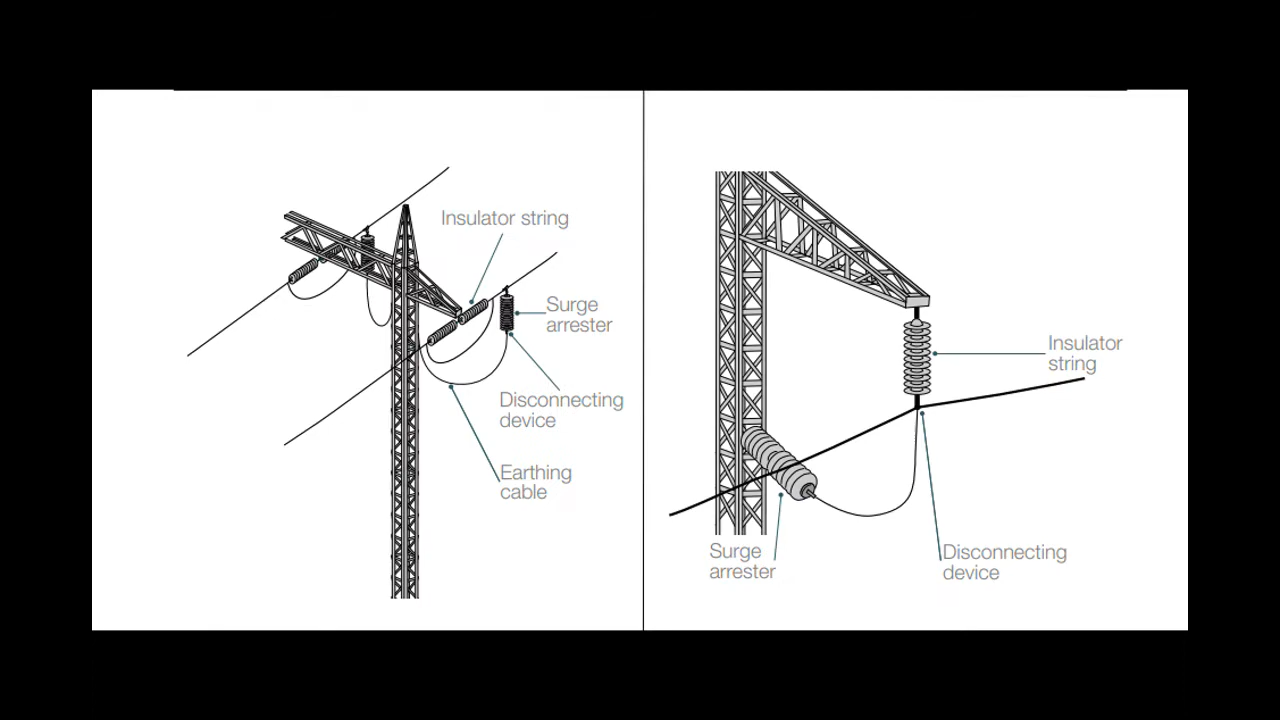 Insulator string
Surge
arrester
Disconnecting
device
Earthing
cable
Insulator
string
Surge
arrester
Disconnecting
device